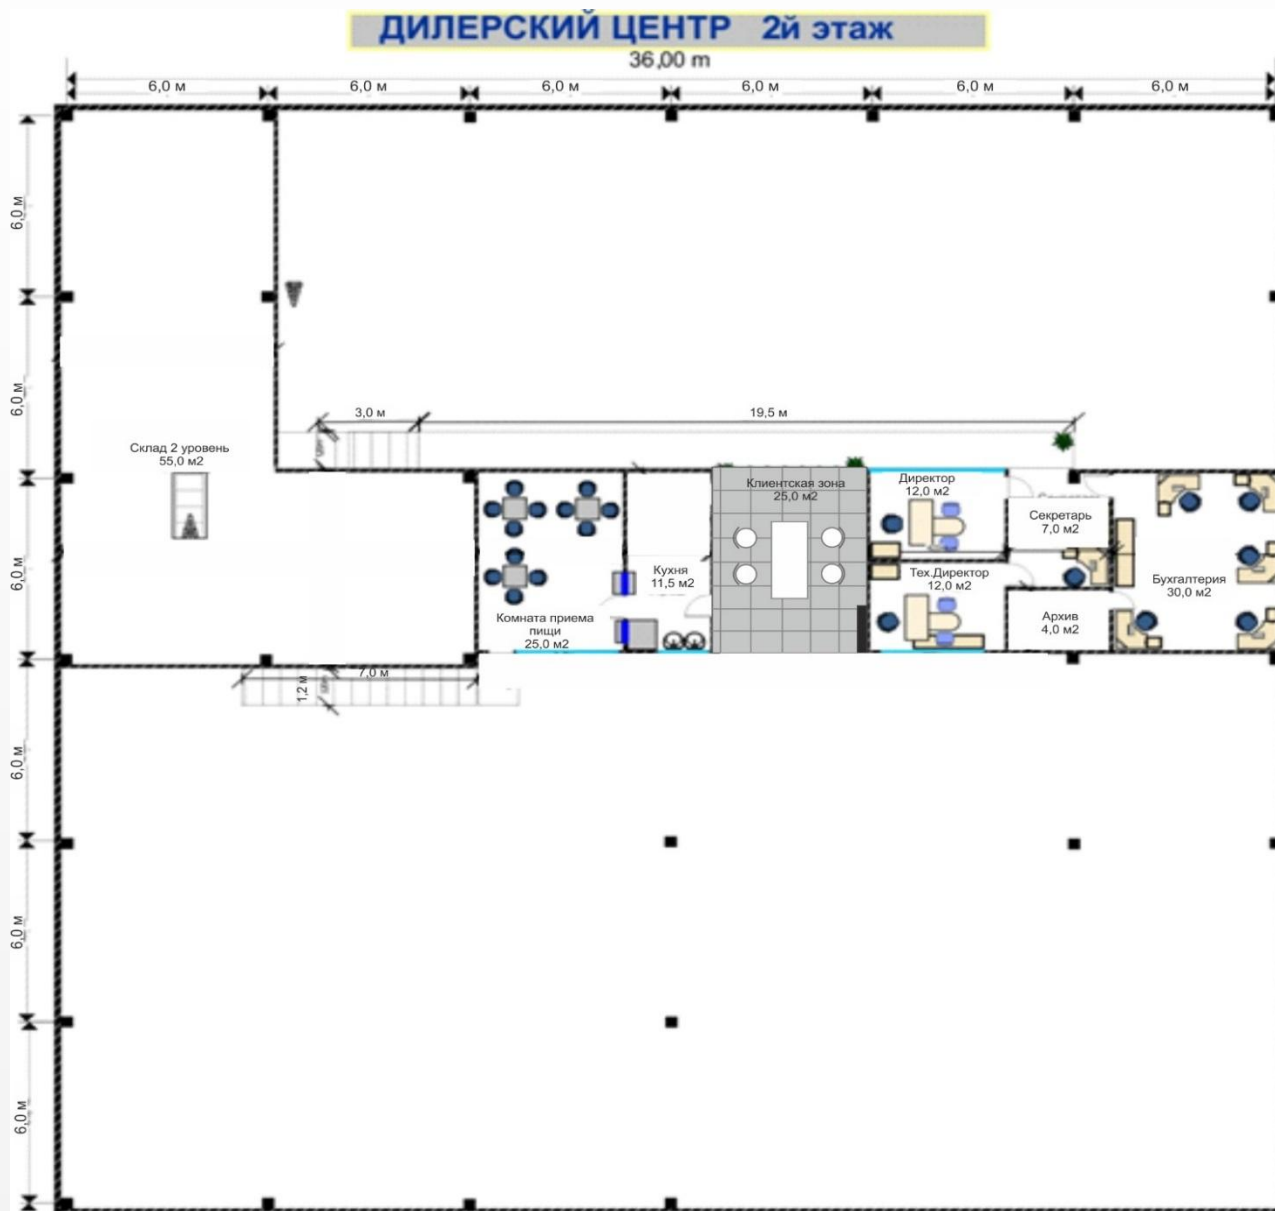 ДИЛЕРСКИЙ ЦЕНТР 2й этаж
36,00 m
6,0 м
6,0 м
6,0 м
6,0 м
6,0 м
6,0 м
6,0 м
6,0 м
6,0 м
6,0 м
6,0 м
6,0 м
3,0 м
19,5 м
Склад 2 уровень
55,0 м2
Клиентская зона
25,0 м2
Директор
12,0 м2
Секретарь
7,0 м2
Кухня
11,5 м2
Тех.Директор
12,0 м2
Бухгалтерия
30,0 м2
Комната приема
пищи
25,0 м2
Архив
4,0 м2
7,0 м
1,2 м